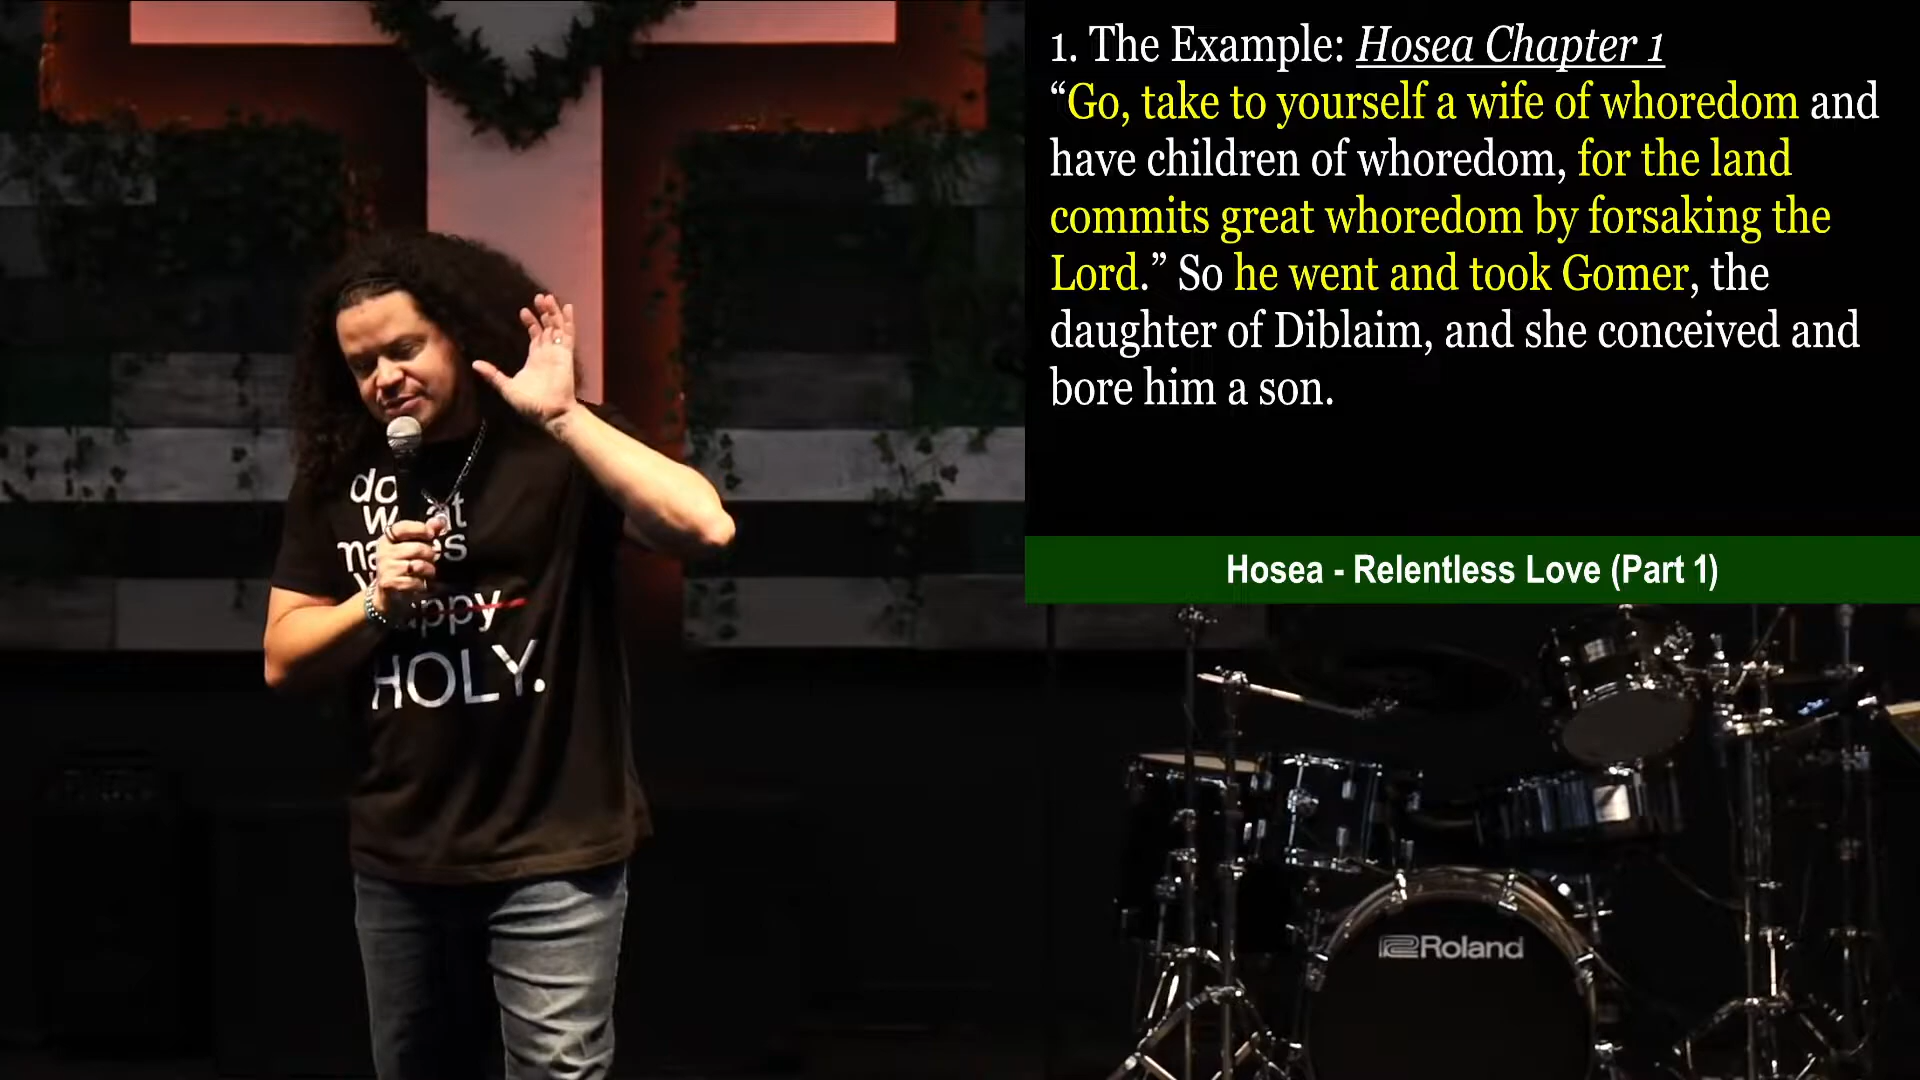 1. The Example: Hosea Chapter 1
“Go, take to yourself a wife of whoredom and
have children of whoredom, for the land
commits great whoredom by forsaking the
Lord.” So he went and took Gomer, the
daughter of Diblaim, and she conceived and
bore him a son.
Hosea - Relentless Love (Part 1)
do
HOLY.
Roland